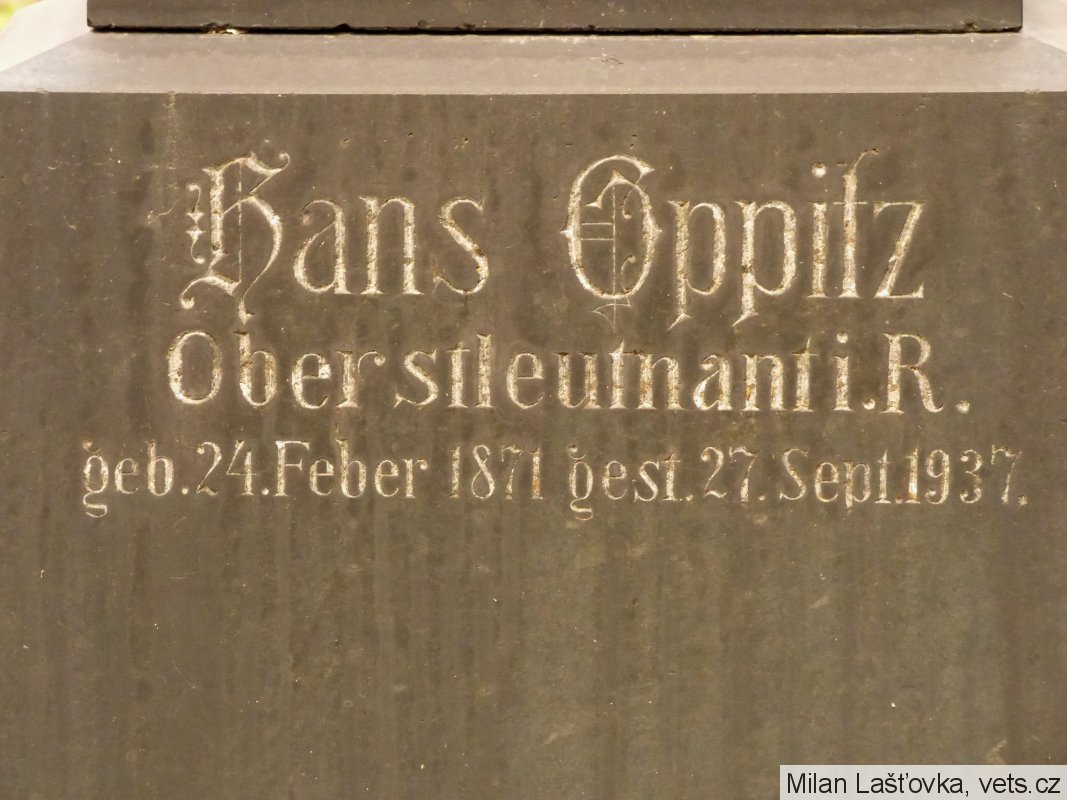 Hans Oppitz
Oberstleutnant i. R.
geb. 24. Feber 1871 gest. 27. Sept. 1937.
Milan Lašťovka, vets.cz